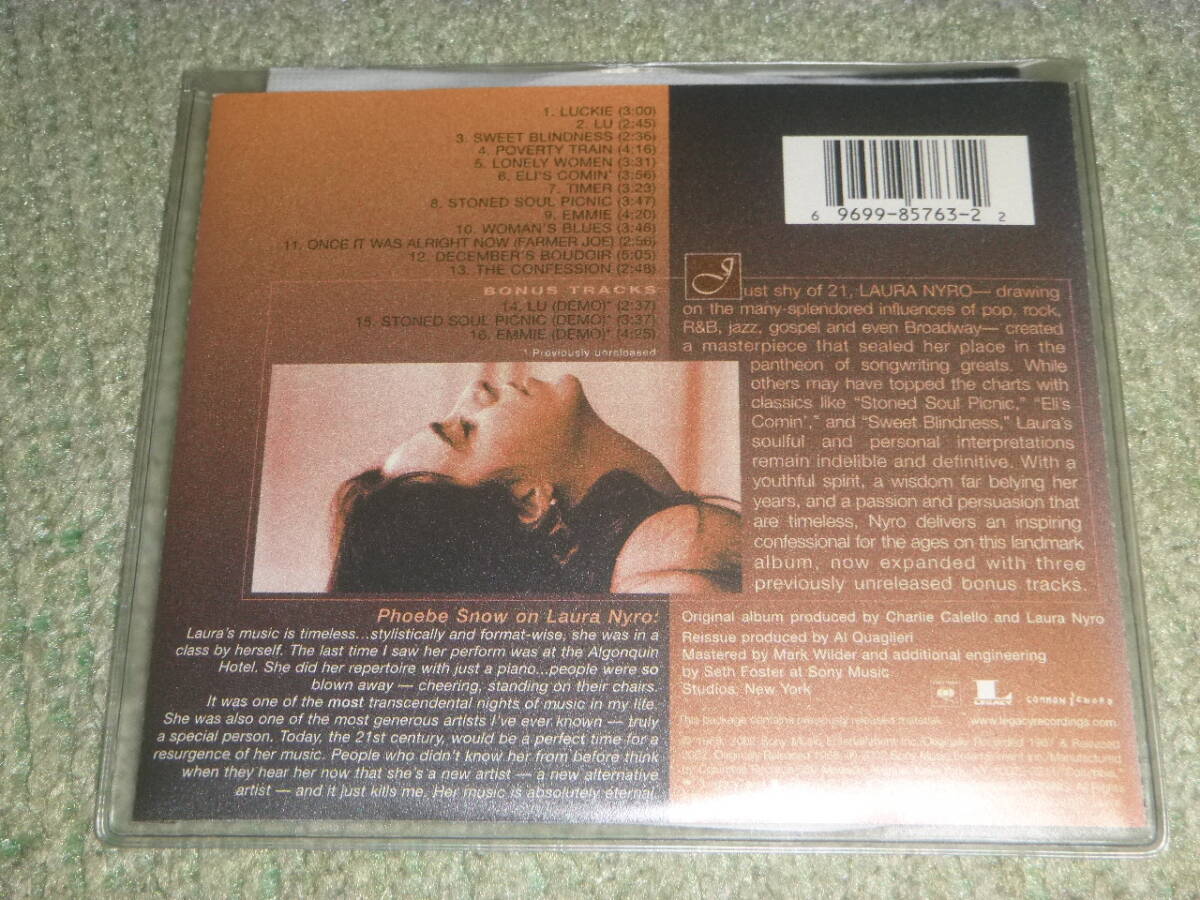 1. LUCKIE (3:00)
2. LU (2:45)
3. SWEET BLINDNESS (2:36)
4. POVERTY TRAIN (4:16)
5. LONELY WOMEN (3:31)
6. ELI'S COMIN' (3:56)
7. TIMER (3:23)
8. STONED SOUL PICNIC (3:47)
9. EMMIE (4:20)
10. WOMAN'S BLUES (3:46)
11. ONCE IT WAS ALRIGHT NOW (FARMER JOE) (2:56)
12. DECEMBER'S BOUDOIR (5:05)
13. THE CONFESSION (2:48)
BONUS TRACKS
14. LU (DEMO)* (2:37)
15. STONED SOUL PICNIC (DEMO)* (3:37)
16. EMMIE (DEMO)* (4:25)
* Previously unreleased
6 9699-85763-2 2
Just shy of 21, LAURA NYRO— drawing
on the many-splendored influences of pop, rock,
R&B, jazz, gospel and even Broadway— created
a masterpiece that sealed her place in the
pantheon of songwriting greats. While
others may have topped the charts with
classics like "Stoned Soul Picnic," "Eli's
Comin'," and "Sweet Blindness," Laura's
soulful and personal interpretations
remain indelible and definitive. With a
youthful spirit, a wisdom far belying her
years, and a passion and persuasion that
are timeless, Nyro delivers an inspiring
confessional for the ages on this landmark
album, now expanded with three
previously unreleased bonus tracks.
Phoebe Snow on Laura Nyro:
Laura's music is timeless...stylistically and format-wise, she was in a
class by herself. The last time I saw her perform was at the Algonquin
Hotel. She did her repertoire with just a piano...people were so
blown away — cheering, standing on their chairs.
It was one of the most transcendental nights of music in my life.
She was also one of the most generous artists I've ever known — truly
a special person. Today, the 21st century, would be a perfect time for a
resurgence of her music. People who didn't know her from before think
when they hear her now that she's a new artist — a new alternative
artist — and it just kills me. Her music is absolutely eternal.
Original album produced by Charlie Calello and Laura Nyro
Reissue produced by Al Quaglieri
Mastered by Mark Wilder and additional engineering
by Seth Foster at Sony Music
Studios: New York
LEGACY
This package contains previously released material.
www.legacyrecordings.com